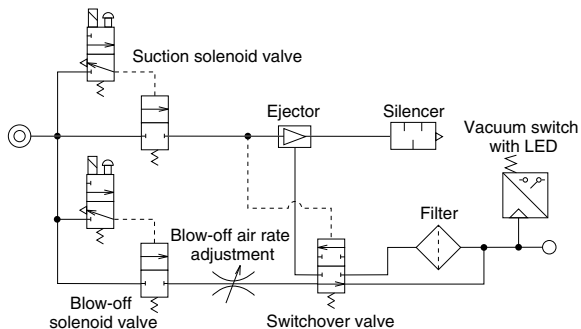 Suction solenoid valve
Ejector
Silencer
Vacuum switch
with LED
Filter
Blow-off air rate
adjustment
Blow-off
solenoid valve
Switchover valve